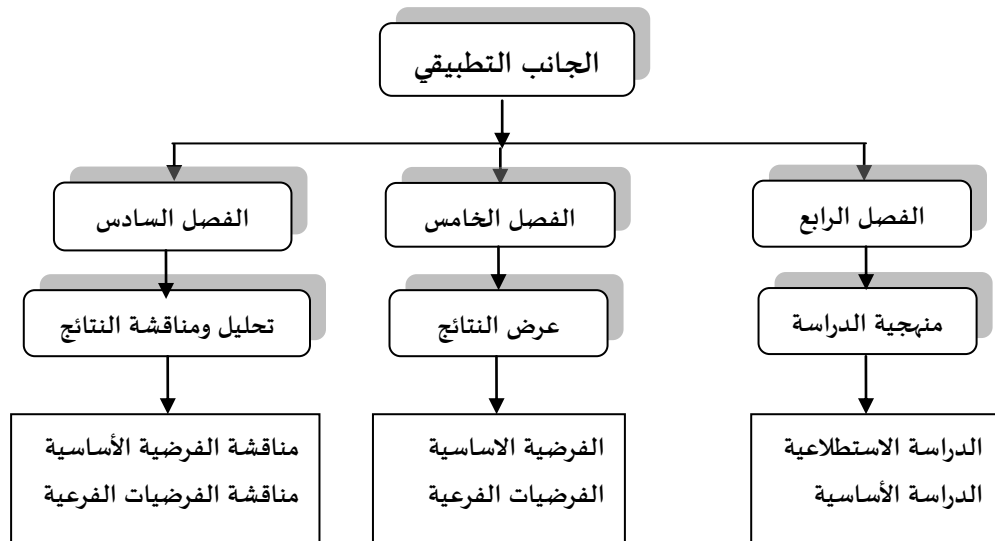 الجانب التطبيقي
الفصل الرابع
الفصل الخامس
الفصل السادس
منهجية الدراسة
عرض النتائج
تحليل ومناقشة النتائج
الدراسة الاستطلاعية
الدراسة الأساسية
الفرضية الاساسية
الفرضيات الفرعية
مناقشة الفرضية الأساسية
مناقشة الفرضيات الفرعية